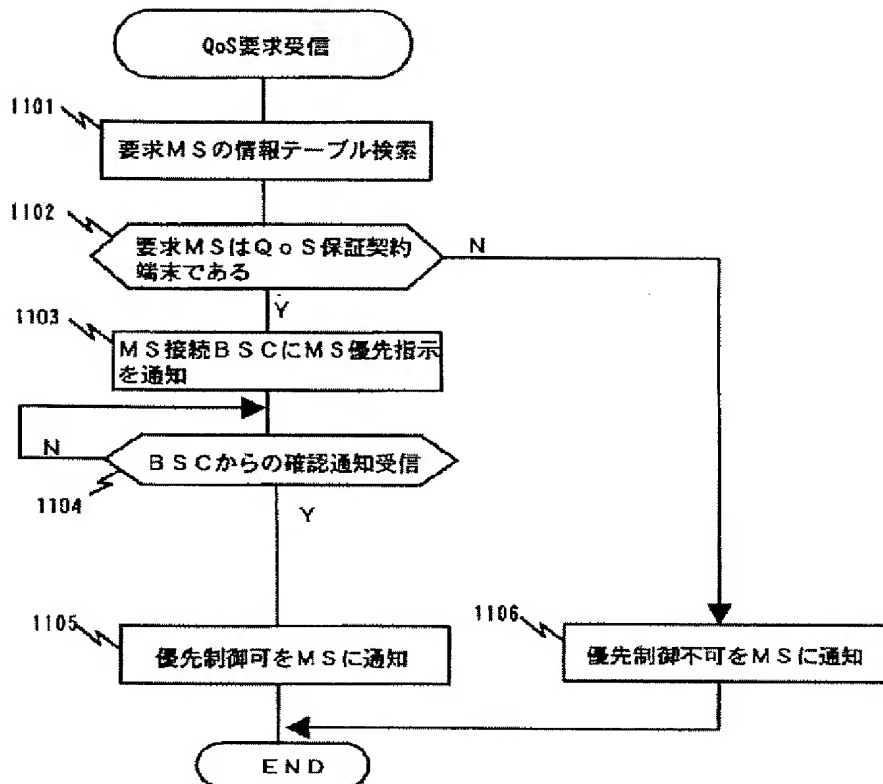 QoS要求受信
1101
要求MSの情報テーブル検索
1102
要求MSはQoS保証契約
端末である
N
Y
1103
MS接続BSCにMS優先指示
を通知
N
BSCからの確認通知受信
1104
Y
1105
優先制御可をMSに通知
1106
優先制御不可をMSに通知
END